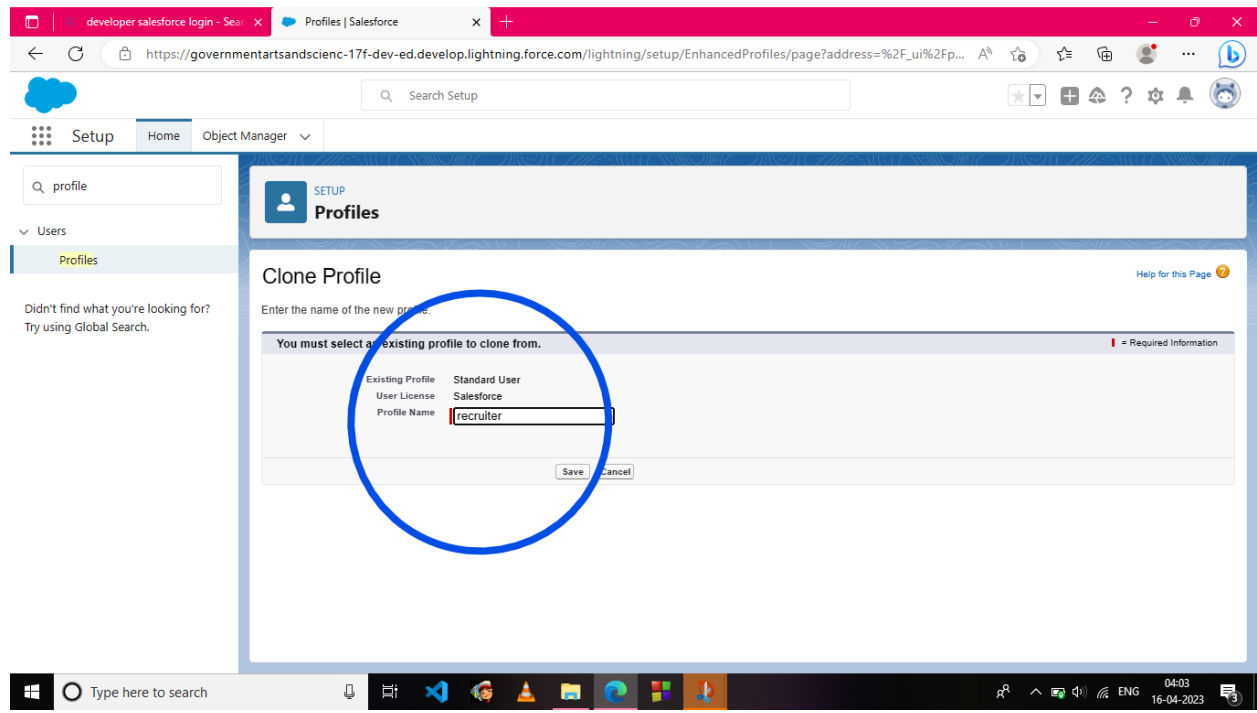 developer salesforce login - Sear
Profiles | Salesforce
https://governmentartsandscienc-17f-dev-ed.develop.lightning.force.com/lightning/setup/EnhancedProfiles/page?address=%2F_ui%2Fp...
Search Setup
Setup
Home
Object Manager
profile
Users
Profiles
Didn't find what you're looking for?
Try using Global Search.
SETUP
Profiles
Clone Profile
Help for this Page
Enter the name of the new profile.
You must select an existing profile to clone from.
= Required Information
Existing Profile Standard User
User License Salesforce
Profile Name recruiter
Save Cancel
Type here to search
ENG
04:03
16-04-2023
3